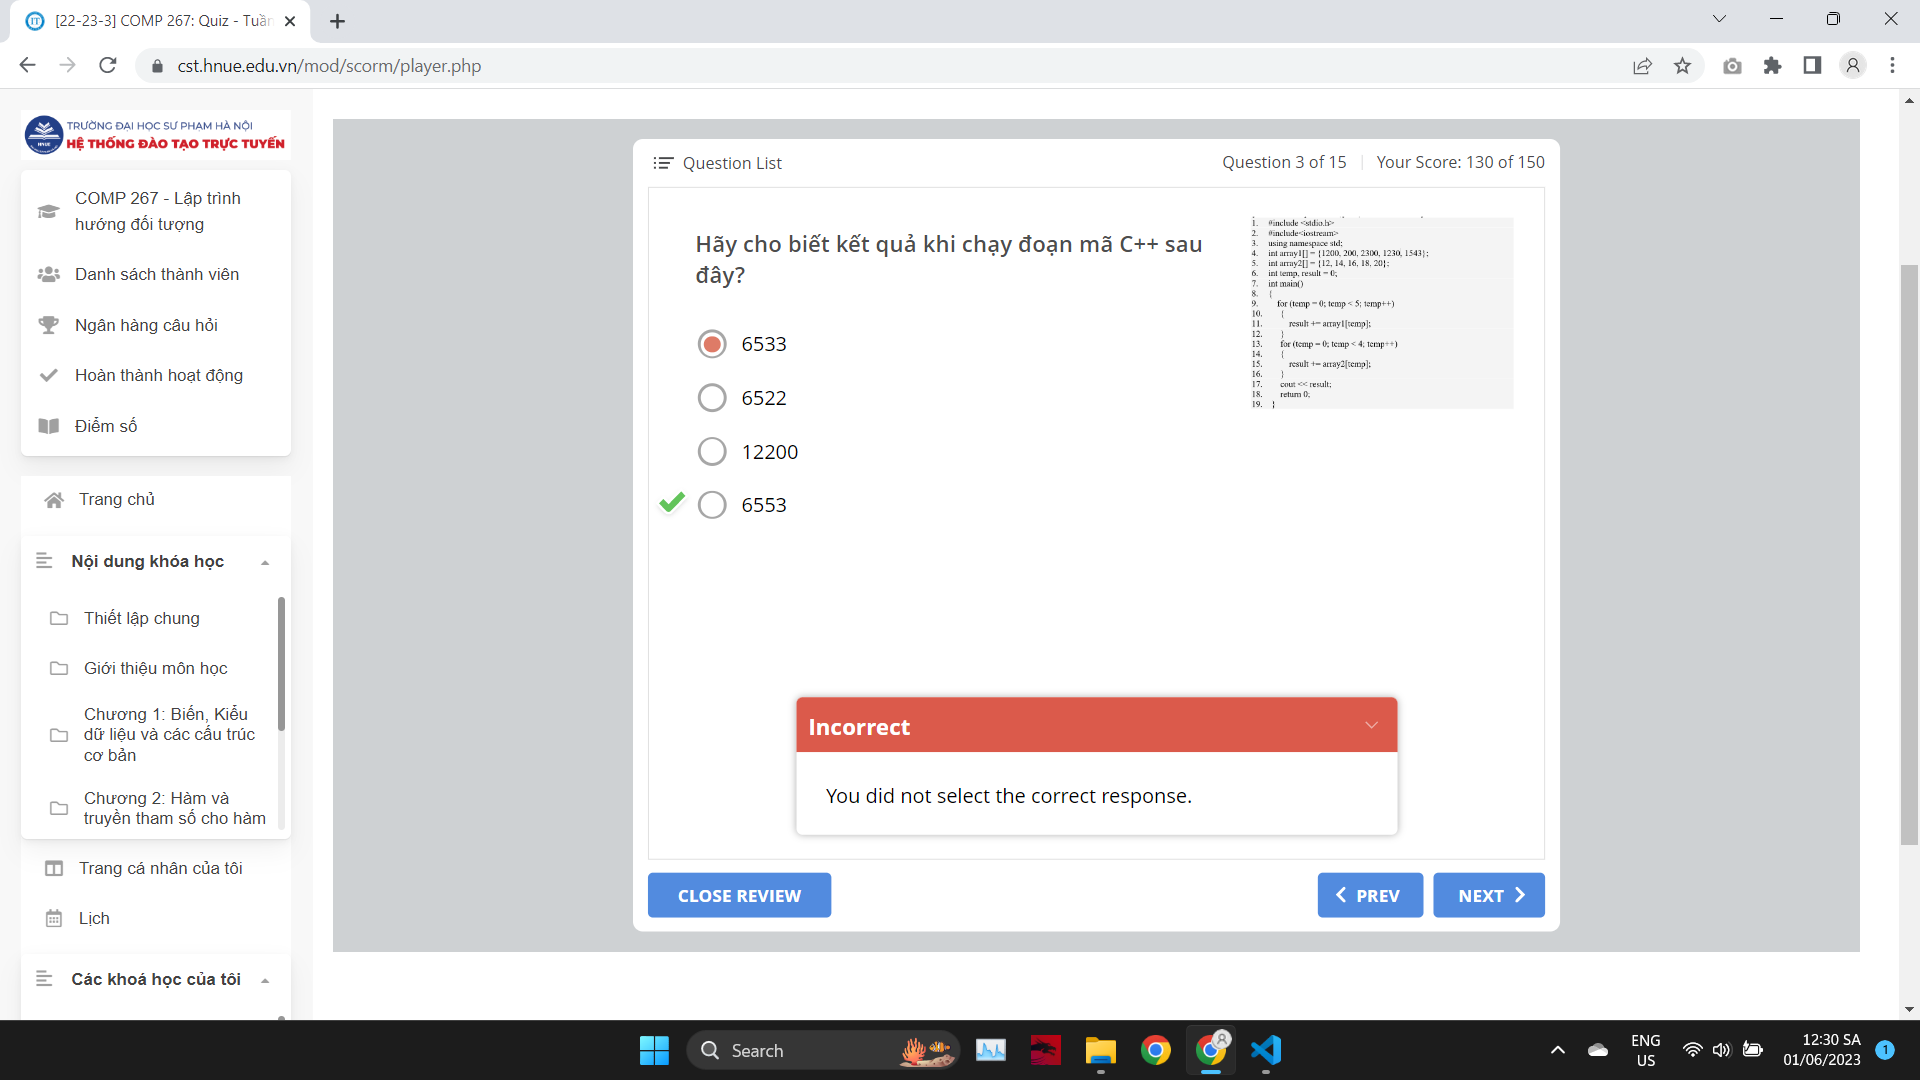 [22-23-3] COMP 267: Quiz - Tuần
cst.hnue.edu.vn/mod/scorm/player.php
TRƯỜNG ĐẠI HỌC SƯ PHẠM HÀ NỘI
HỆ THỐNG ĐÀO TẠO TRỰC TUYẾN
COMP 267 - Lập trình
hướng đối tượng
Danh sách thành viên
Ngân hàng câu hỏi
Hoàn thành hoạt động
Điểm số
Trang chủ
Nội dung khóa học
Thiết lập chung
Giới thiệu môn học
Chương 1: Biến, Kiểu
dữ liệu và các cấu trúc
cơ bản
Chương 2: Hàm và
truyền tham số cho hàm
Trang cá nhân của tôi
Lịch
Các khoá học của tôi
Question List
Question 3 of 15
Your Score: 130 of 150
Hãy cho biết kết quả khi chạy đoạn mã C++ sau
đây?
6533
6522
12200
6553
1. #include <stdio.h>
2. #include<iostream>
3. using namespace std;
4. int array1[] = {1200, 200, 2300, 1230, 1543};
5. int array2[] = {12, 14, 16, 18, 20};
6. int temp, result = 0;
7. int main()
8. {
9. for (temp = 0; temp < 5; temp++)
10. {
11. result += array1[temp];
12. }
13. for (temp = 0; temp < 4; temp++)
14. {
15. result += array2[temp];
16. }
17. cout << result;
18. return 0;
19. }
Incorrect
You did not select the correct response.
CLOSE REVIEW
PREV
NEXT
Search
ENG
US
12:30 SA
01/06/2023
1